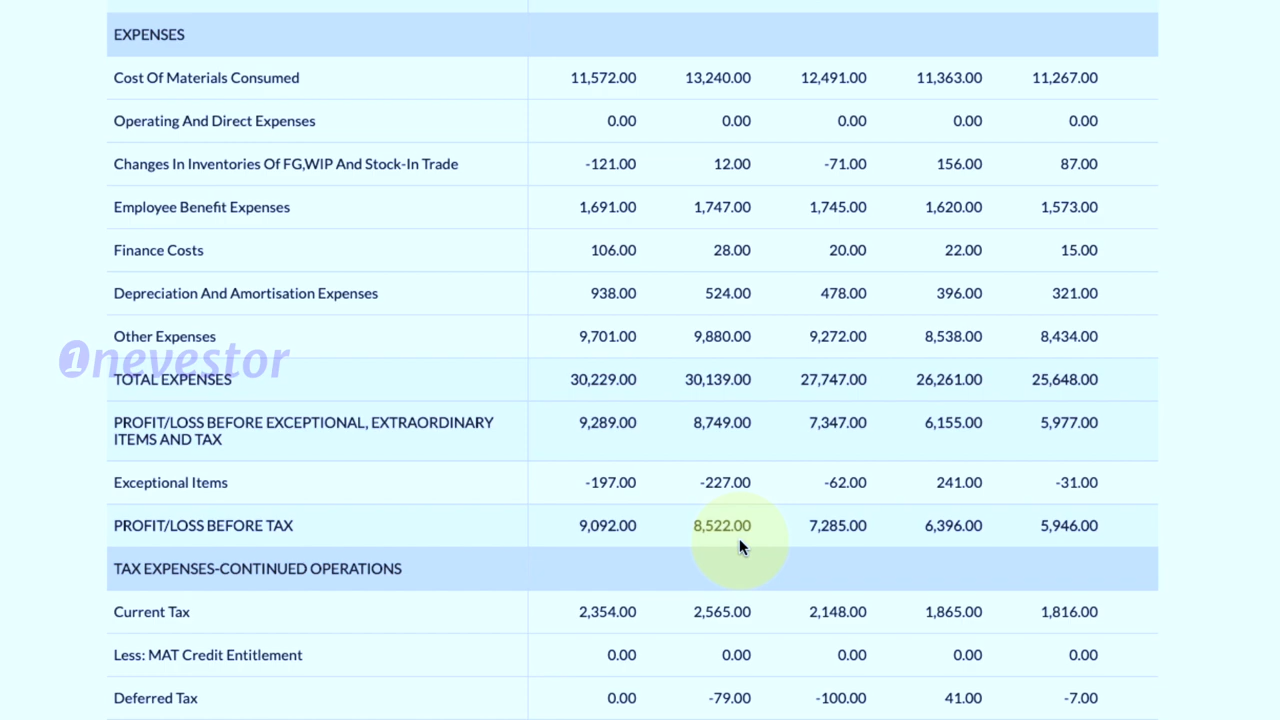 EXPENSES
Cost Of Materials Consumed 11,572.00 13,240.00 12,491.00 11,363.00 11,267.00
Operating And Direct Expenses 0.00 0.00 0.00 0.00 0.00
Changes In Inventories Of FG,WIP And Stock-In Trade -121.00 12.00 -71.00 156.00 87.00
Employee Benefit Expenses 1,691.00 1,747.00 1,745.00 1,620.00 1,573.00
Finance Costs 106.00 28.00 20.00 22.00 15.00
Depreciation And Amortisation Expenses 938.00 524.00 478.00 396.00 321.00
Other Expenses 9,701.00 9,880.00 9,272.00 8,538.00 8,434.00
1nevestor
TOTAL EXPENSES 30,229.00 30,139.00 27,747.00 26,261.00 25,648.00
PROFIT/LOSS BEFORE EXCEPTIONAL, EXTRAORDINARY 9,289.00 8,749.00 7,347.00 6,155.00 5,977.00
ITEMS AND TAX
Exceptional Items -197.00 -227.00 -62.00 241.00 -31.00
PROFIT/LOSS BEFORE TAX 9,092.00 8,522.00 7,285.00 6,396.00 5,946.00
TAX EXPENSES-CONTINUED OPERATIONS
Current Tax 2,354.00 2,565.00 2,148.00 1,865.00 1,816.00
Less: MAT Credit Entitlement 0.00 0.00 0.00 0.00 0.00
Deferred Tax 0.00 -79.00 -100.00 41.00 -7.00